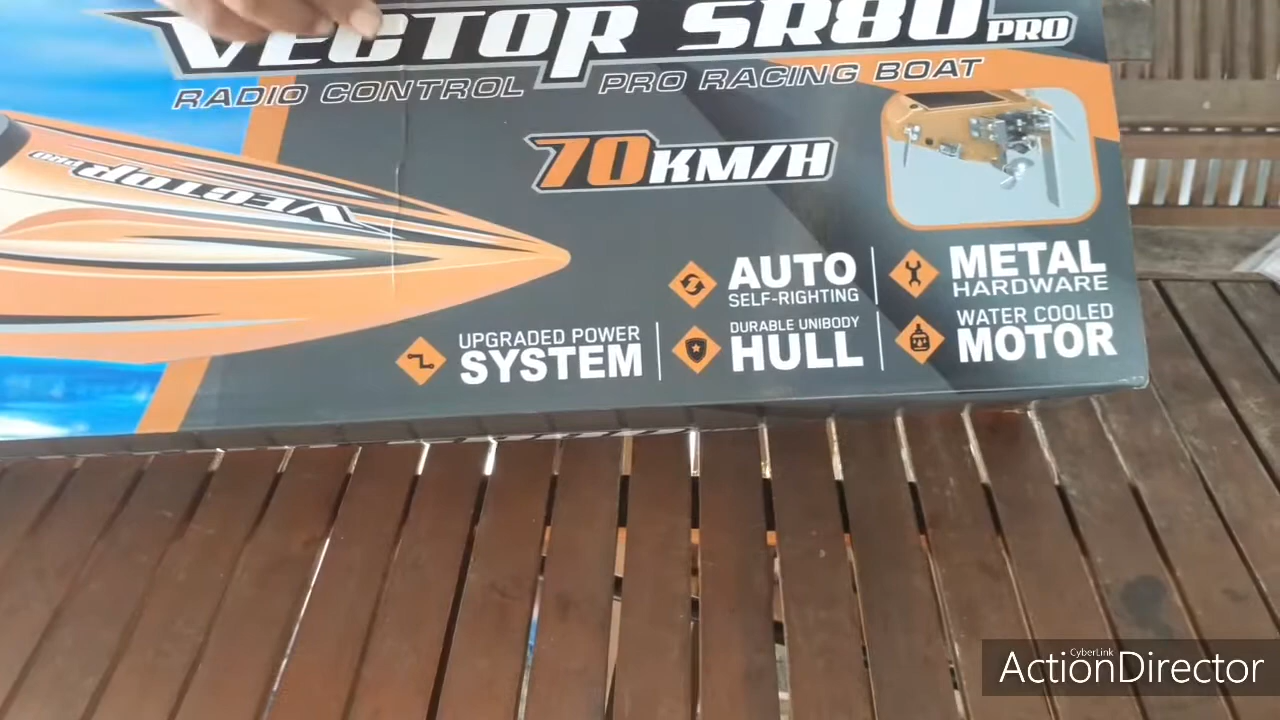 VECTOR SR80 PRO
RADIO CONTROL PRO RACING BOAT
70KM/H
VECTOR PRO
AUTO
SELF-RIGHTING
METAL
HARDWARE
UPGRADED POWER
SYSTEM
DURABLE UNIBODY
HULL
WATER COOLED
MOTOR
CyberLink
ActionDirector